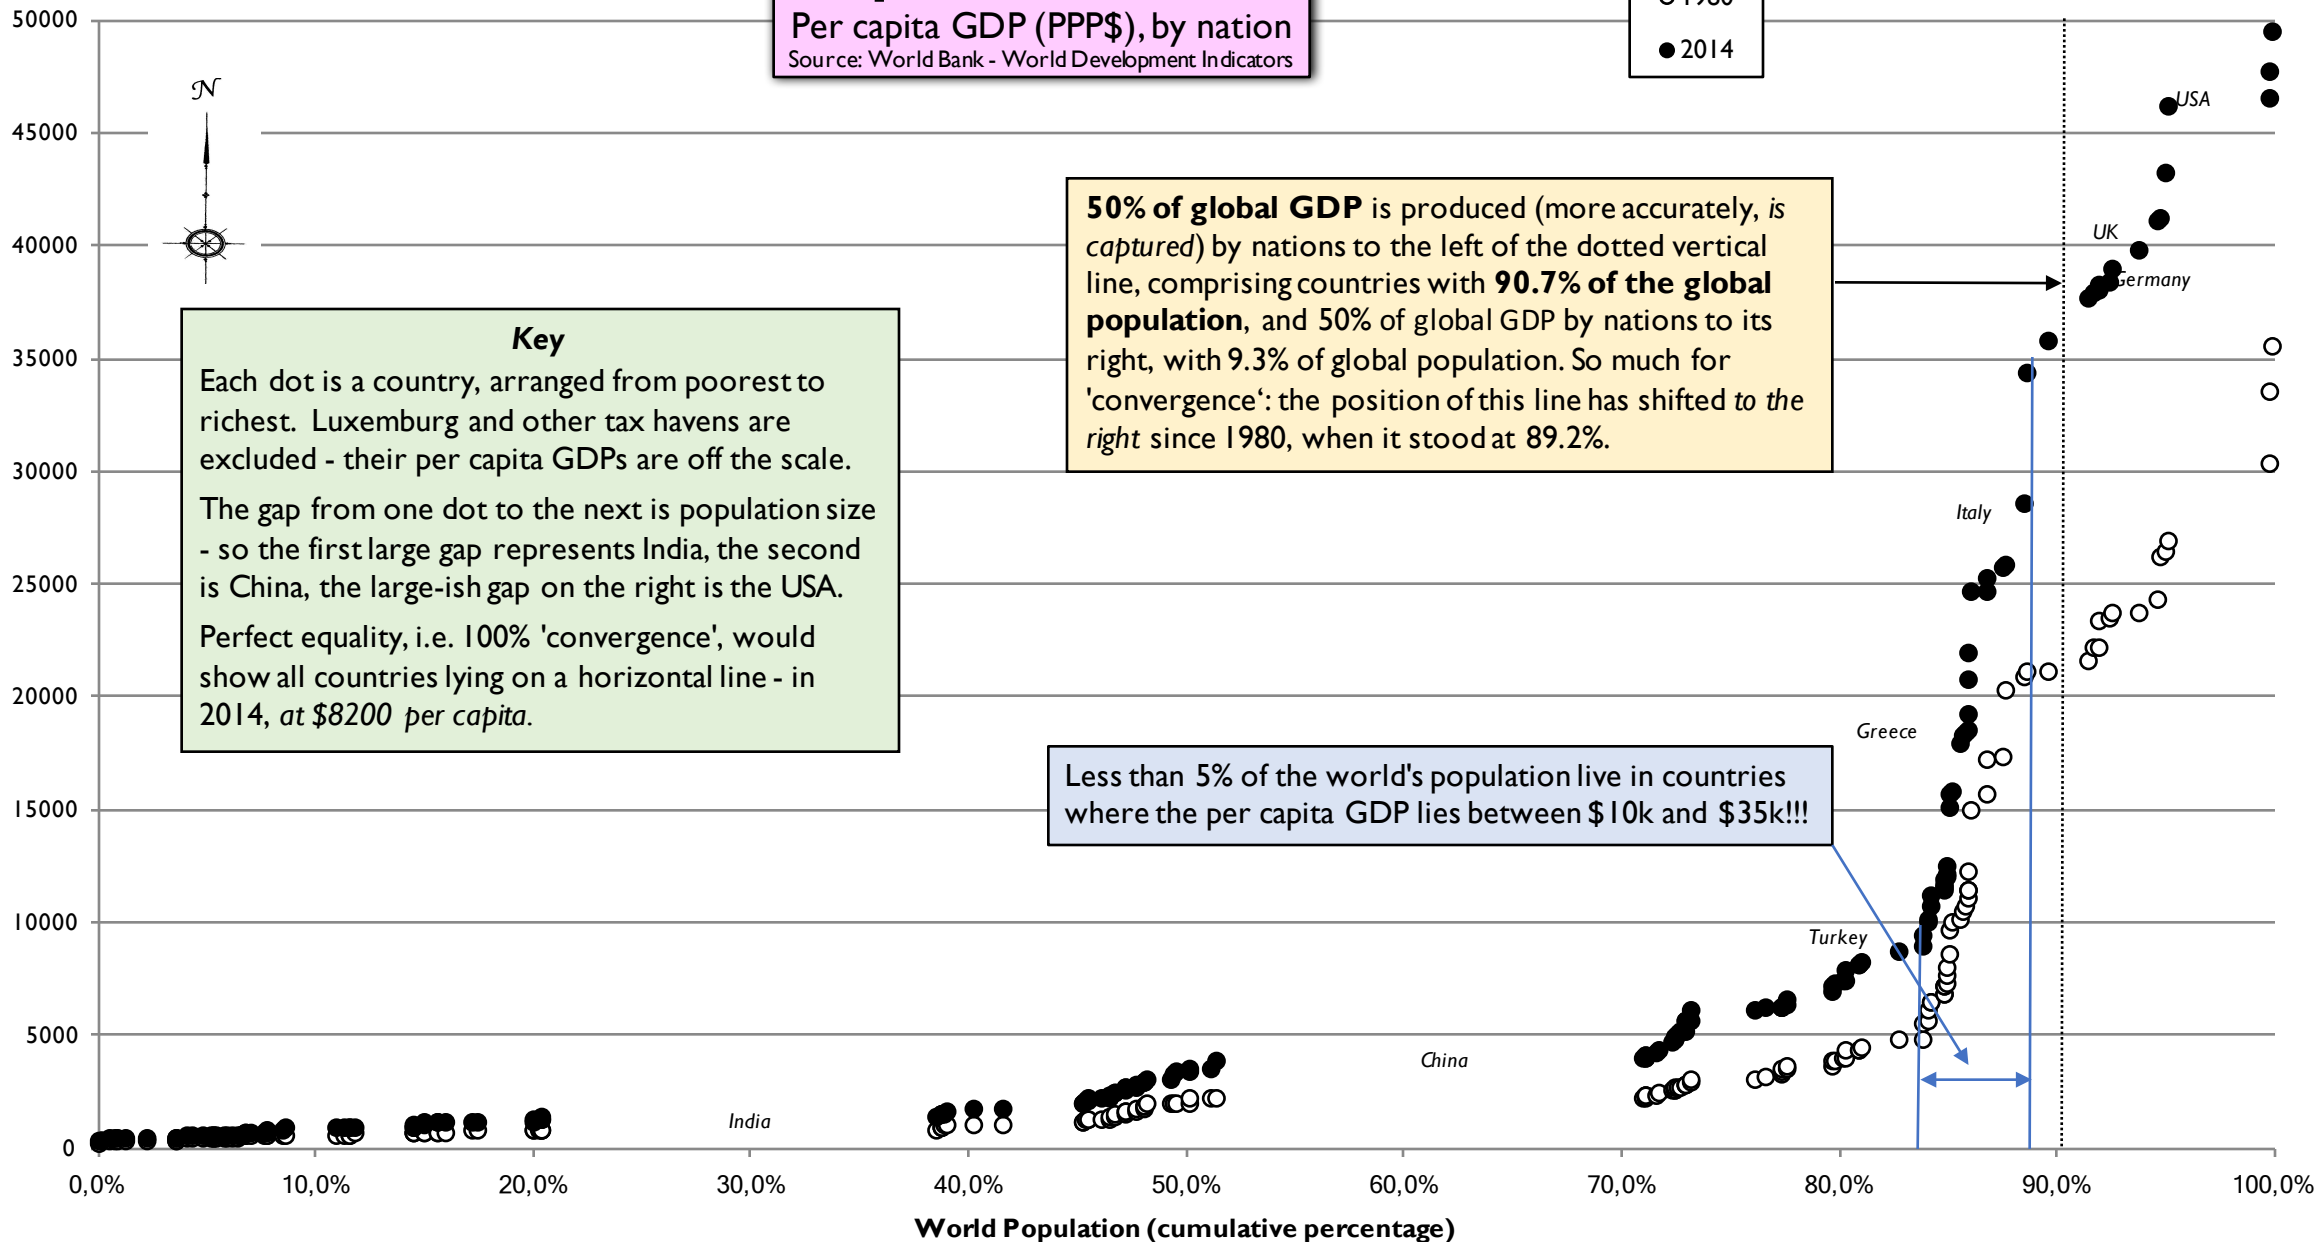 Per capita GDP (PPP$), by nation
Source: World Bank - World Development Indicators
1980
2014
50000
45000
40000
35000
30000
25000
20000
15000
10000
5000
0
N
USA
UK
Germany
Italy
Greece
Turkey
China
India
50% of global GDP is produced (more accurately, is
captured) by nations to the left of the dotted vertical
line, comprising countries with 90.7% of the global
population, and 50% of global GDP by nations to its
right, with 9.3% of global population. So much for
'convergence‘: the position of this line has shifted to the
right since 1980, when it stood at 89.2%.
Key
Each dot is a country, arranged from poorest to
richest. Luxemburg and other tax havens are
excluded - their per capita GDPs are off the scale.
The gap from one dot to the next is population size
- so the first large gap represents India, the second
is China, the large-ish gap on the right is the USA.
Perfect equality, i.e. 100% 'convergence', would
show all countries lying on a horizontal line - in
2014, at $8200 per capita.
Less than 5% of the world's population live in countries
where the per capita GDP lies between $10k and $35k!!!
0,0% 10,0% 20,0% 30,0% 40,0% 50,0% 60,0% 70,0% 80,0% 90,0% 100,0%
World Population (cumulative percentage)